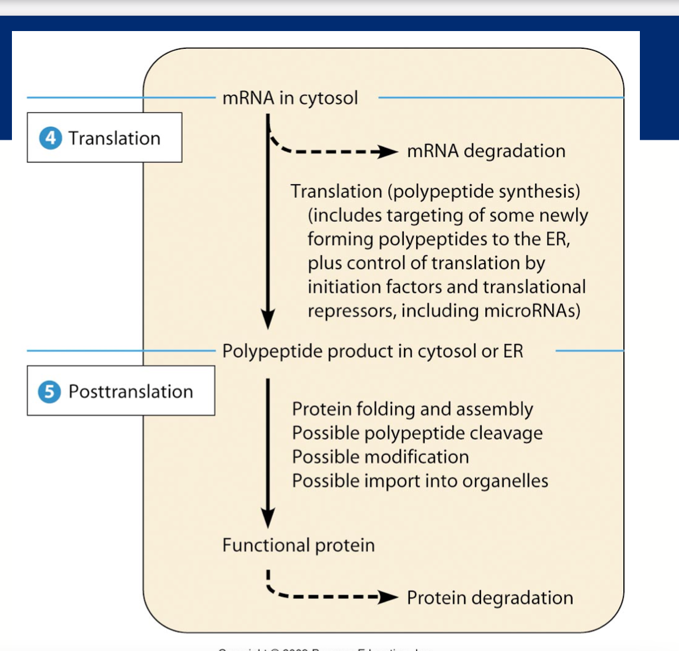 mRNA in cytosol
4 Translation
mRNA degradation
Translation (polypeptide synthesis)
(includes targeting of some newly
forming polypeptides to the ER,
plus control of translation by
initiation factors and translational
repressors, including microRNAs)
Polypeptide product in cytosol or ER
5 Posttranslation
Protein folding and assembly
Possible polypeptide cleavage
Possible modification
Possible import into organelles
Functional protein
Protein degradation